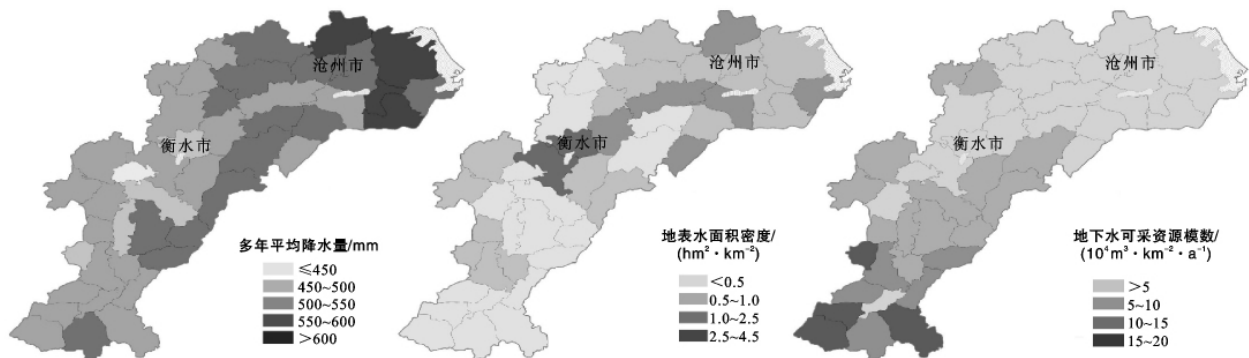 沧州市
衡水市
多年平均降水量/mm
≤450
450~500
500~550
550~600
>600
沧州市
衡水市
地表水面积密度/
(hm²·km⁻²)
<0.5
0.5~1.0
1.0~2.5
2.5~4.5
沧州市
衡水市
地下水可采资源模数/
(10⁴m³·km⁻²·a⁻¹)
>5
5~10
10~15
15~20